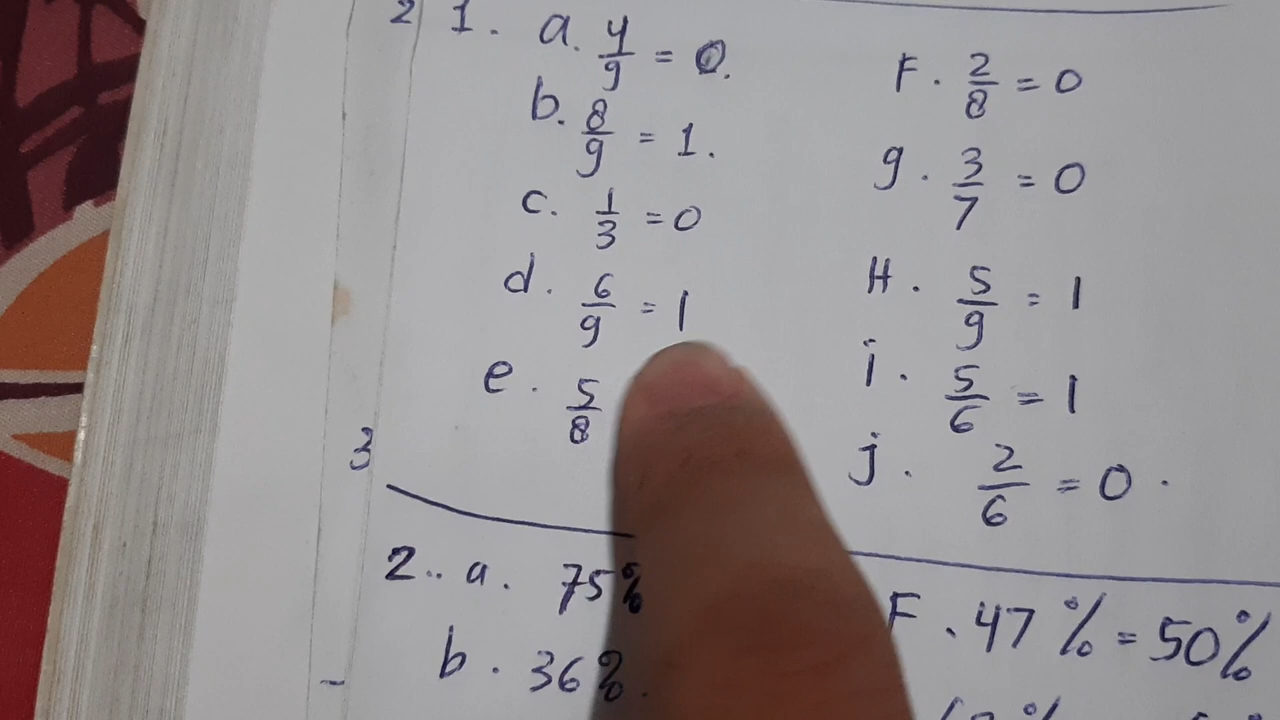 2 1. a. 4/9 = 0.
b. 8/9 = 1.
c. 1/3 = 0
d. 6/9 = 1
e. 5/8
F. 2/8 = 0
g. 3/7 = 0
H. 5/9 = 1
i. 5/6 = 1
j. 2/6 = 0.
3
2.. a. 75%
b. 36%.
F. 47% = 50%